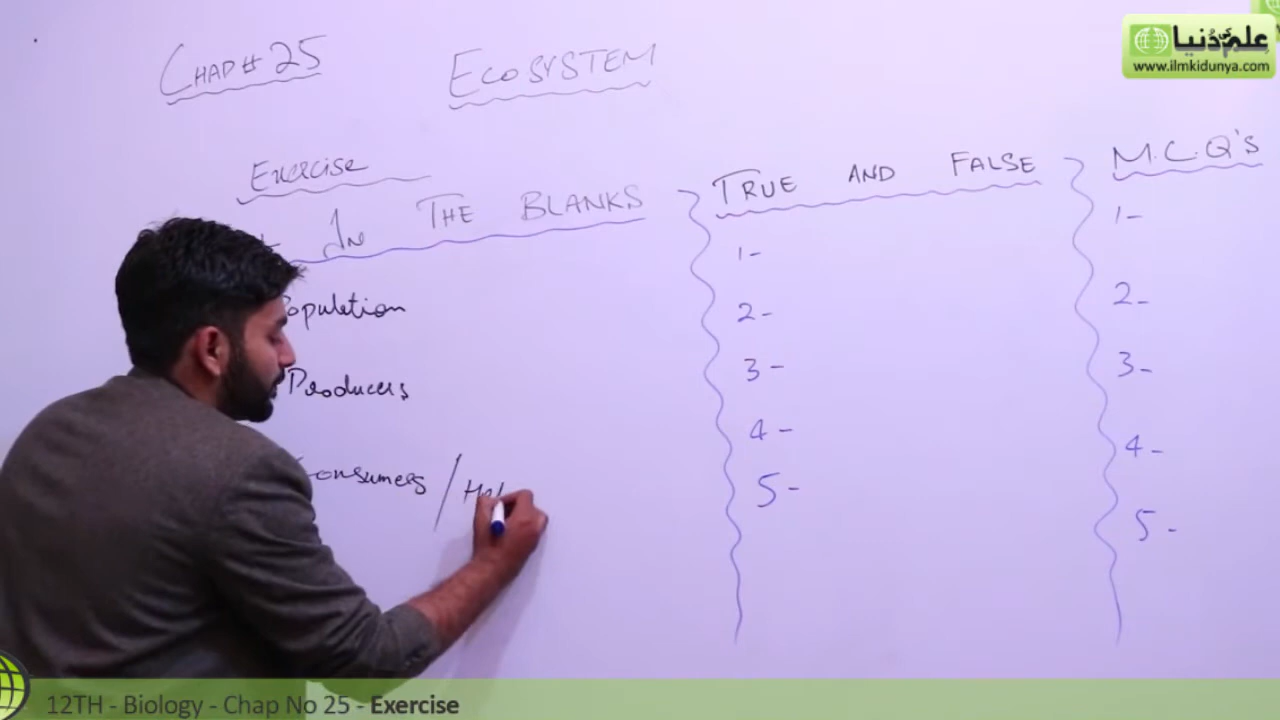 علم کی دُنیا
www.ilmkidunya.com
CHAP# 25
ECOSYSTEM
Exercise
In THE BLANKS
Population
Producers
Consumers /
TRUE AND FALSE
1-
2-
3-
4-
5-
M.C.Q's
1-
2-
3-
4-
5-
12TH - Biology - Chap No 25 - Exercise